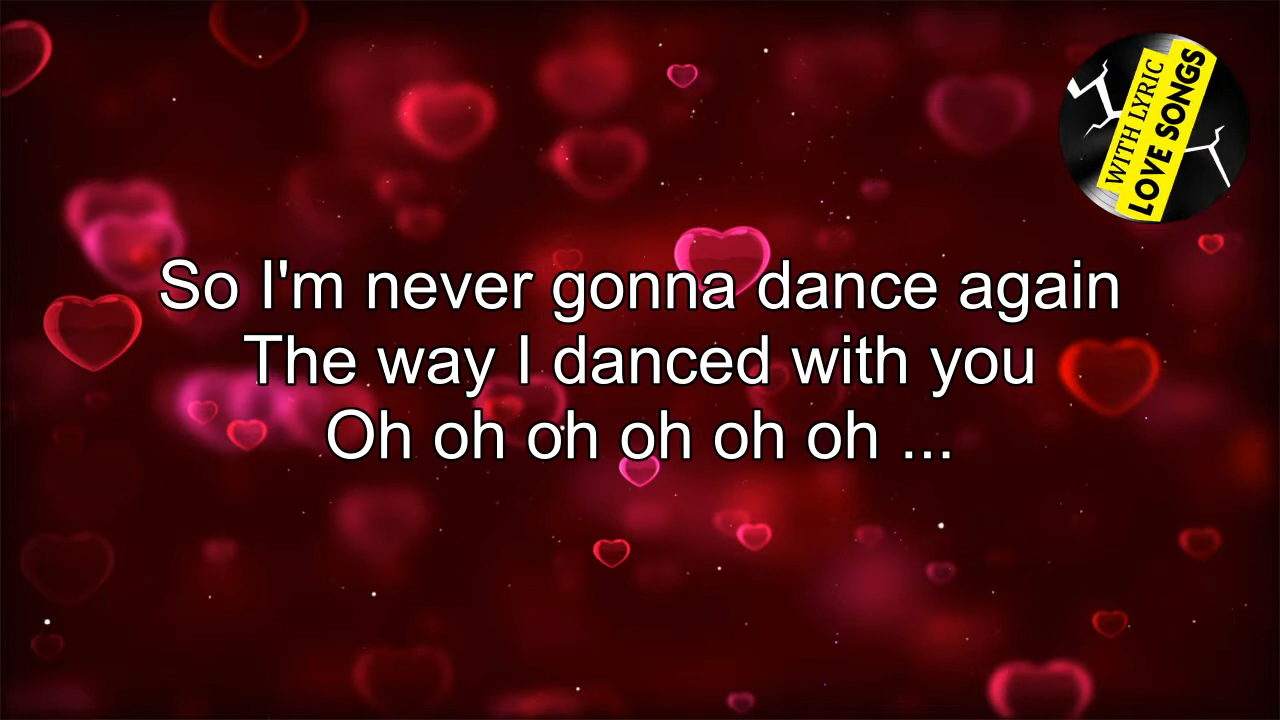 WITH LYRIC
LOVE SONGS
So I'm never gonna dance again
The way I danced with you
Oh oh oh oh oh oh ...